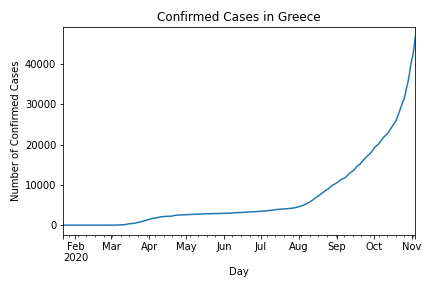 Confirmed Cases in Greece
Number of Confirmed Cases
40000
30000
20000
10000
0
Feb Mar Apr May Jun Jul Aug Sep Oct Nov
2020
Day